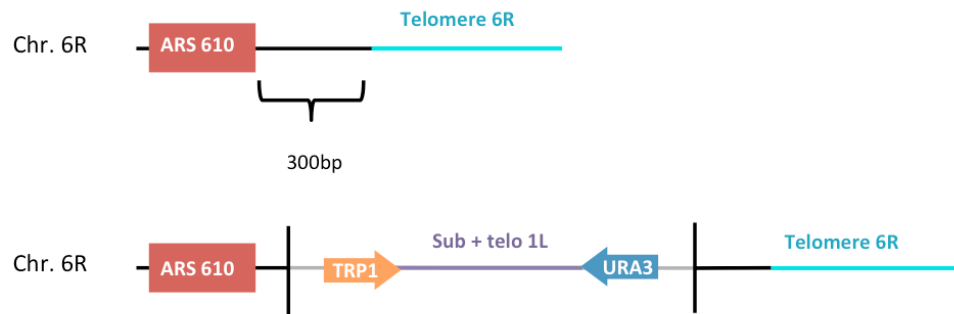 Telomere 6R
Chr. 6R
ARS 610
300bp
Sub + telo 1L
Telomere 6R
Chr. 6R
ARS 610
TRP1
URA3